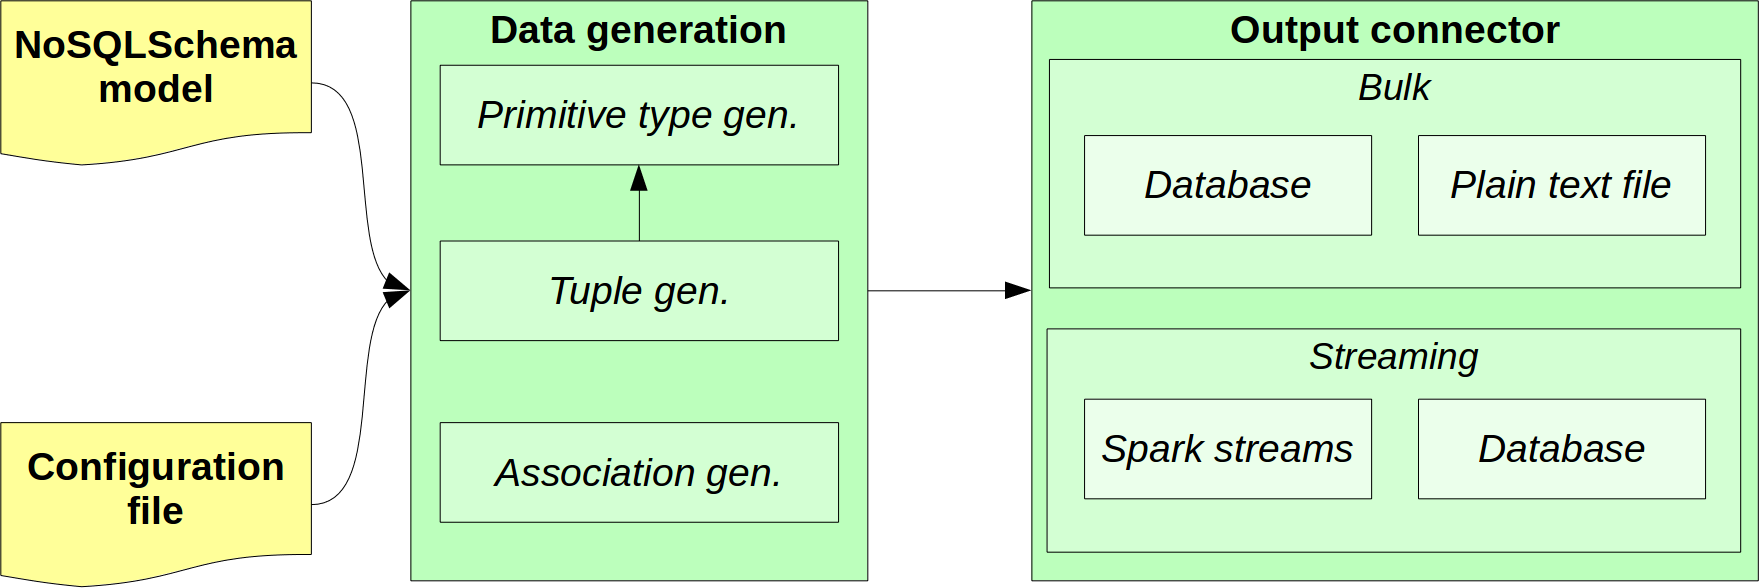 NoSQLSchema
model
Configuration
file
Data generation
Primitive type gen.
Tuple gen.
Association gen.
Output connector
Bulk
Database
Plain text file
Streaming
Spark streams
Database